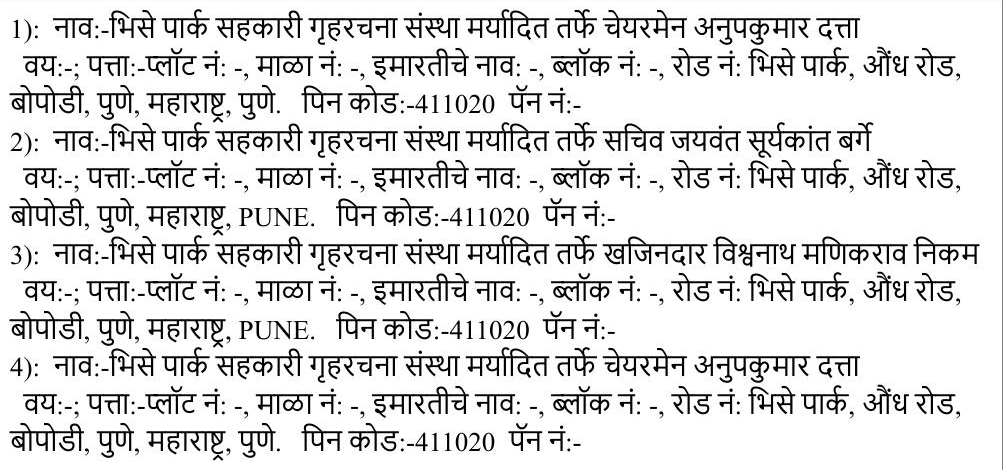 1): नाव:-भिसे पार्क सहकारी गृहरचना संस्था मर्यादित तर्फे चेयरमेन अनुपकुमार दत्ता
वय:-; पत्ता:-प्लॉट नं: -, माळा नं: -, इमारतीचे नाव: -, ब्लॉक नं: -, रोड नं: भिसे पार्क, औंध रोड,
बोपोडी, पुणे, महाराष्ट्र, पुणे. पिन कोड:-411020 पॅन नं:-
2): नाव:-भिसे पार्क सहकारी गृहरचना संस्था मर्यादित तर्फे सचिव जयवंत सूर्यकांत बर्गे
वय:-; पत्ता:-प्लॉट नं: -, माळा नं: -, इमारतीचे नाव: -, ब्लॉक नं: -, रोड नं: भिसे पार्क, औंध रोड,
बोपोडी, पुणे, महाराष्ट्र, PUNE. पिन कोड:-411020 पॅन नं:-
3): नाव:-भिसे पार्क सहकारी गृहरचना संस्था मर्यादित तर्फे खजिनदार विश्वनाथ मणिकराव निकम
वय:-; पत्ता:-प्लॉट नं: -, माळा नं: -, इमारतीचे नाव: -, ब्लॉक नं: -, रोड नं: भिसे पार्क, औंध रोड,
बोपोडी, पुणे, महाराष्ट्र, PUNE. पिन कोड:-411020 पॅन नं:-
4): नाव:-भिसे पार्क सहकारी गृहरचना संस्था मर्यादित तर्फे चेयरमेन अनुपकुमार दत्ता
वय:-; पत्ता:-प्लॉट नं: -, माळा नं: -, इमारतीचे नाव: -, ब्लॉक नं: -, रोड नं: भिसे पार्क, औंध रोड,
बोपोडी, पुणे, महाराष्ट्र, पुणे. पिन कोड:-411020 पॅन नं:-